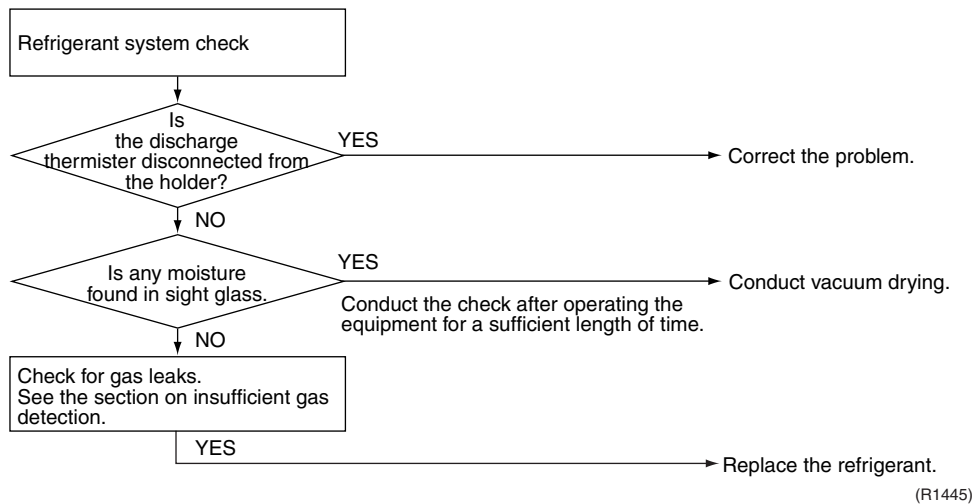 Refrigerant system check
Is
the discharge
thermister disconnected from
the holder?
YES
Correct the problem.
NO
Is any moisture
found in sight glass.
YES
Conduct vacuum drying.
Conduct the check after operating the
equipment for a sufficient length of time.
NO
Check for gas leaks.
See the section on insufficient gas
detection.
YES
Replace the refrigerant.
(R1445)